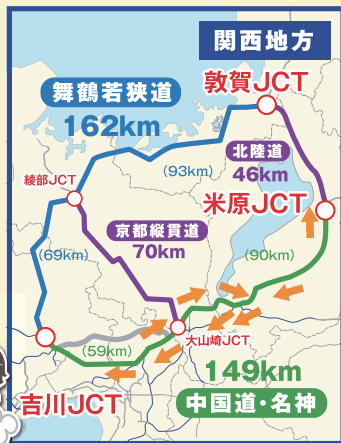 関西地方
敦賀JCT
舞鶴若狭道
162km
(93km)
北陸道
46km
綾部JCT
米原JCT
京都縦貫道
70km
(69km)
(90km)
大山崎JCT
(59km)
149km
吉川JCT
中国道・名神